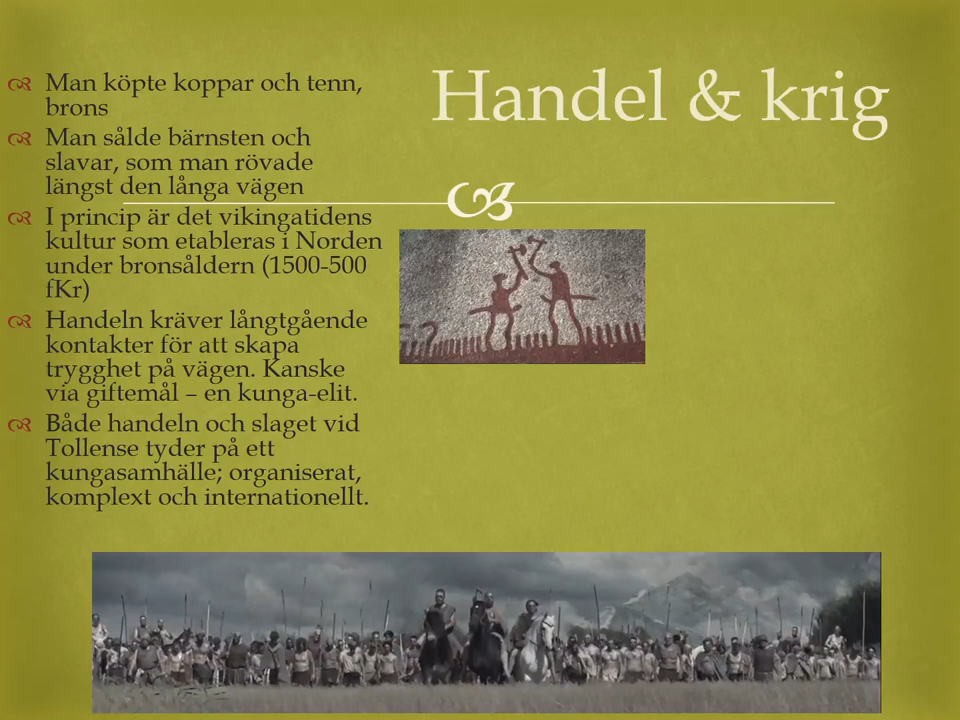 Handel & krig
Man köpte koppar och tenn,
brons
Man sålde bärnsten och
slavar, som man rövade
längst den långa vägen
I princip är det vikingatidens
kultur som etableras i Norden
under bronsåldern (1500-500
fKr)
Handeln kräver långtgående
kontakter för att skapa
trygghet på vägen. Kanske
via giftemål – en kunga-elit.
Både handeln och slaget vid
Tollense tyder på ett
kungasamhälle; organiserat,
komplext och internationellt.